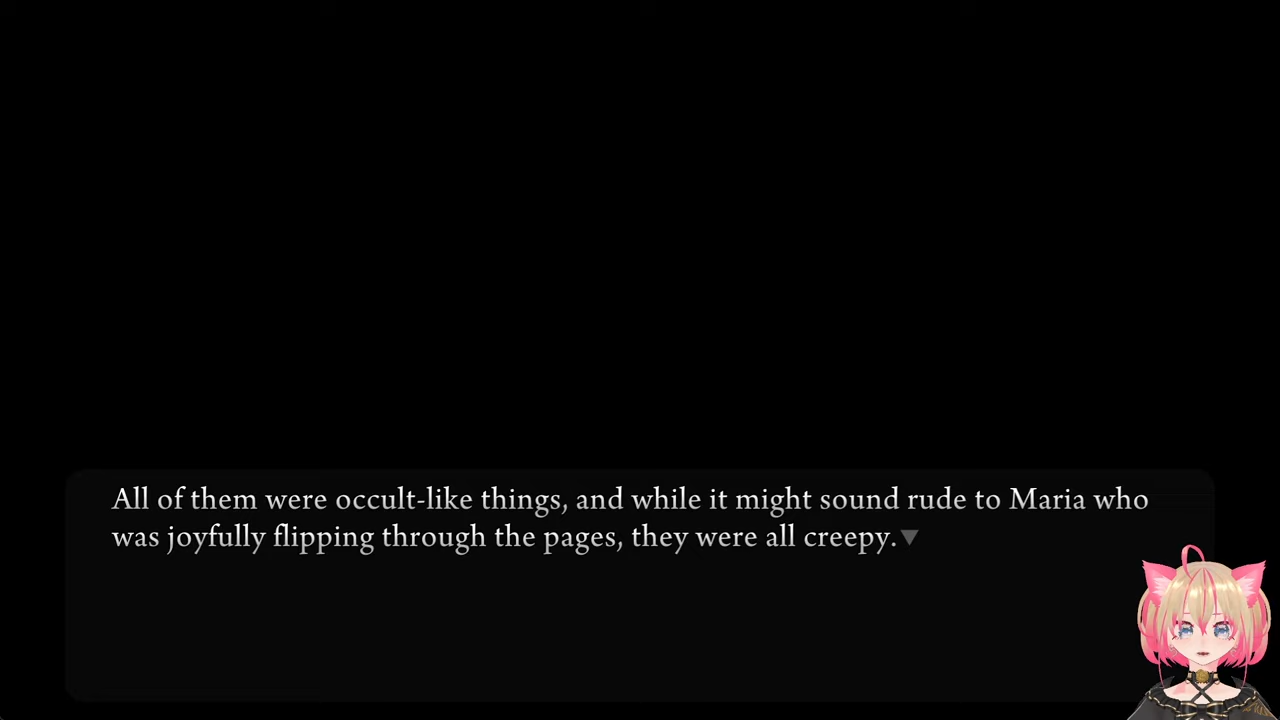 All of them were occult-like things, and while it might sound rude to Maria who
was joyfully flipping through the pages, they were all creepy.